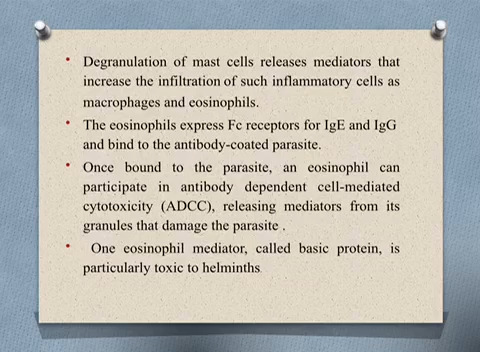 • Degranulation of mast cells releases mediators that
increase the infiltration of such inflammatory cells as
macrophages and eosinophils.
• The eosinophils express Fc receptors for IgE and IgG
and bind to the antibody-coated parasite.
• Once bound to the parasite, an eosinophil can
participate in antibody dependent cell-mediated
cytotoxicity (ADCC), releasing mediators from its
granules that damage the parasite .
• One eosinophil mediator, called basic protein, is
particularly toxic to helminths.